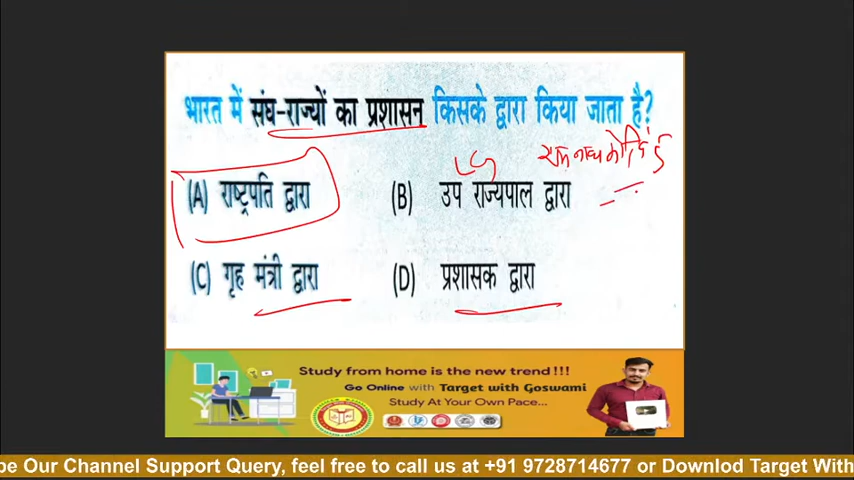 भारत में संघ-राज्यों का प्रशासन किसके द्वारा किया जाता है?
LG
(A) राष्ट्रपति द्वारा (B) उप राज्यपाल द्वारा
(C) गृह मंत्री द्वारा (D) प्रशासक द्वारा
Study from home is the new trend !!!
Go Online with Target with Goswami
Study At Your Own Pace...
be Our Channel Support Query, feel free to call us at +91 9728714677 or Downlod Target With